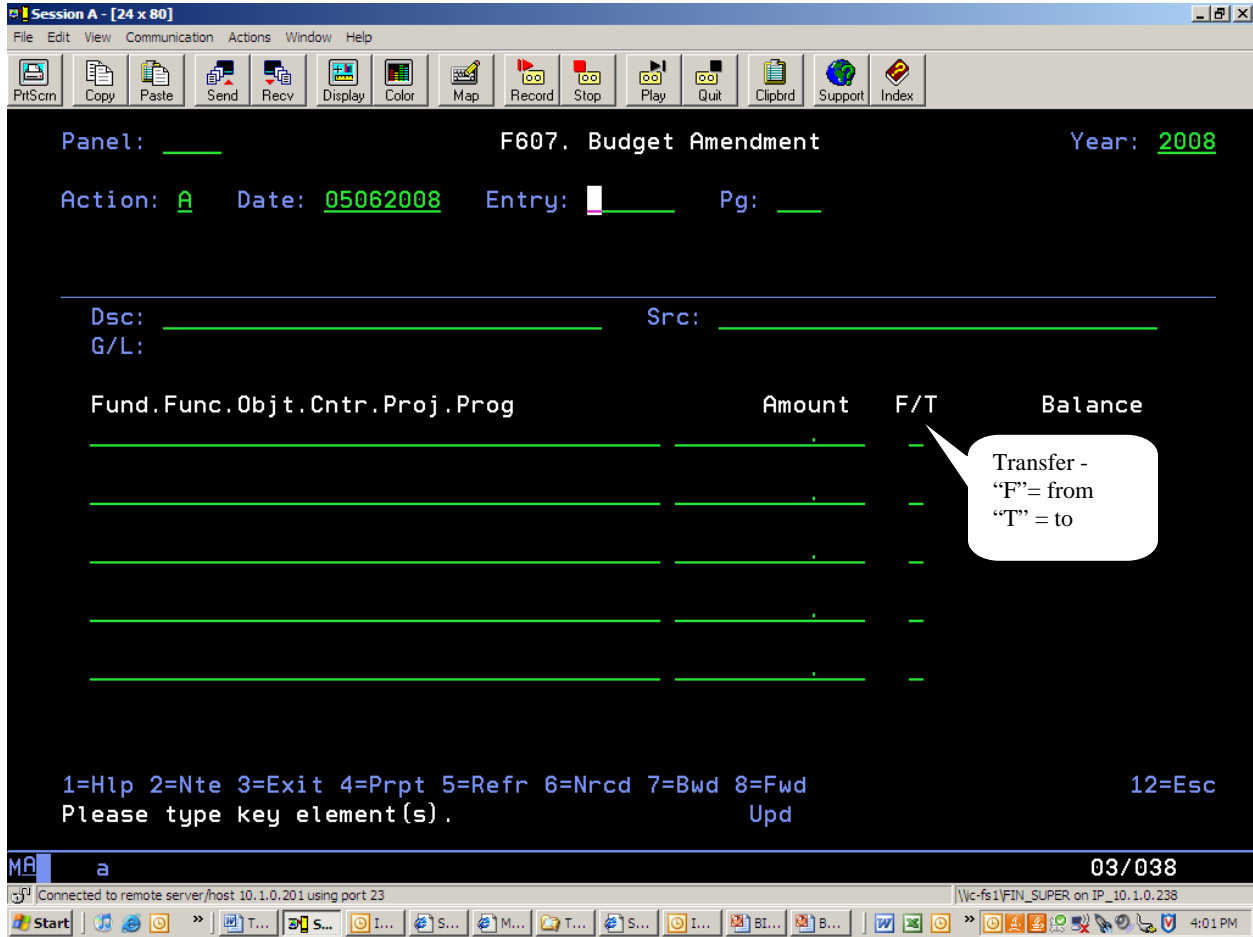 Session A - [24 x 80]
File Edit View Communication Actions Window Help
PrtScrn Copy Paste Send Recv Display Color Map Record Stop Play Quit Clipbrd Support Index
Panel: F607. Budget Amendment Year: 2008
Action: A Date: 05062008 Entry: Pg:
Dsc: Src:
G/L:
Fund.Func.Objt.Cntr.Proj.Prog Amount F/T Balance
Transfer -
“F”= from
“T” = to
1=Hlp 2=Nte 3=Exit 4=Prpt 5=Refr 6=Nrcd 7=Bwd 8=Fwd 12=Esc
Please type key element(s). Upd
MA a 03/038
Connected to remote server/host 10.1.0.201 using port 23 \\ic-fs1\FIN_SUPER on IP_10.1.0.238
Start » T... S... I... S... M... T... S... I... BI... B... » 4:01 PM